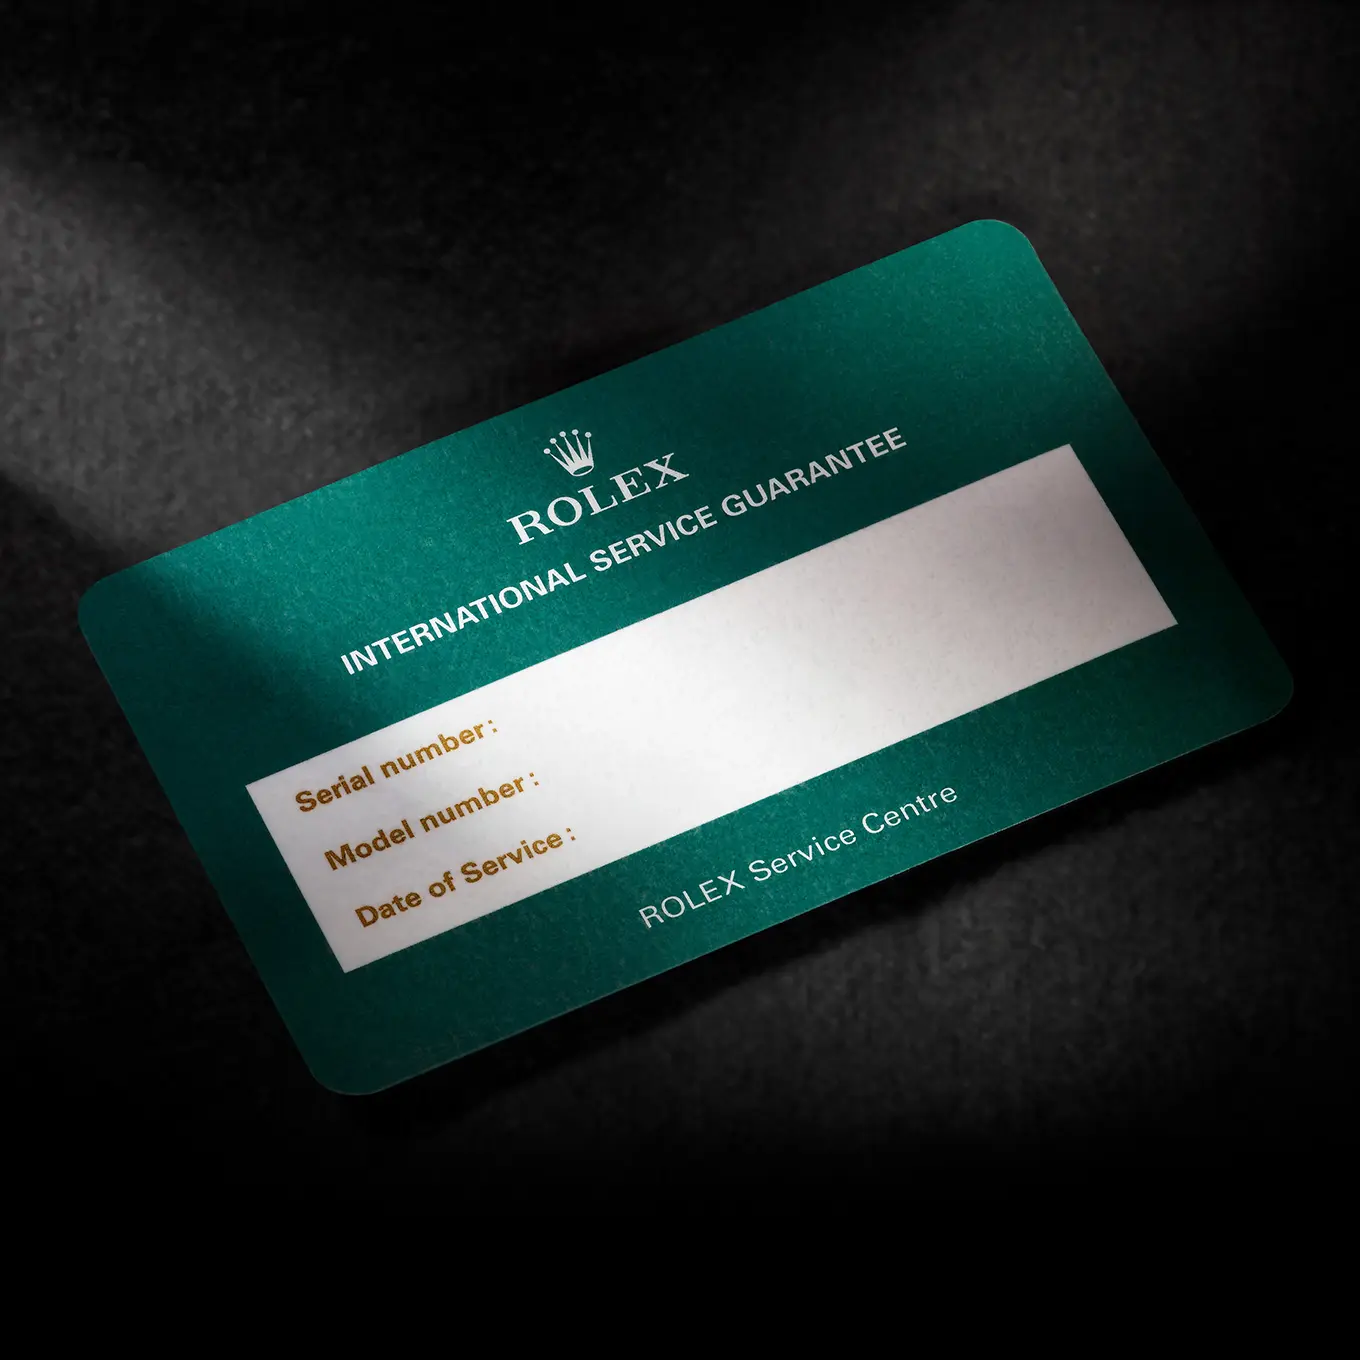 ROLEX
INTERNATIONAL SERVICE GUARANTEE
Serial number:
Model number:
Date of Service:
ROLEX Service Centre